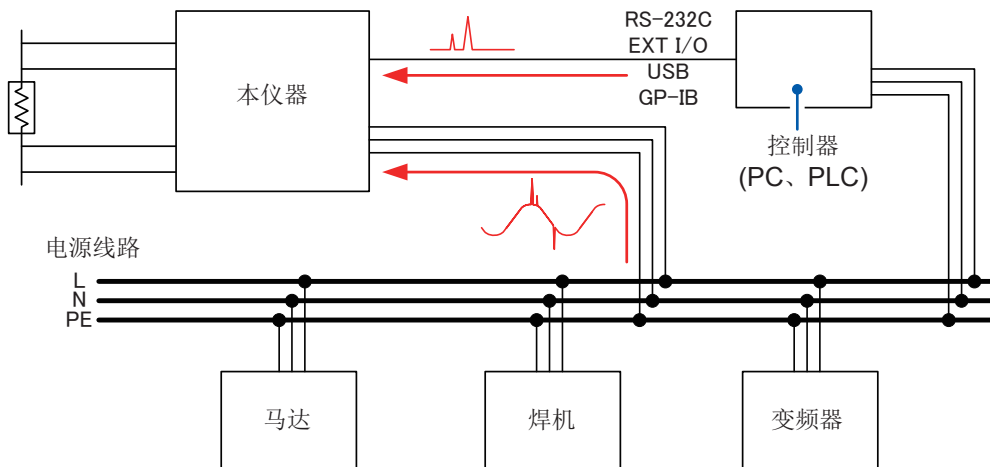 RS-232C
EXT I/O
USB
GP-IB
本仪器
控制器
(PC、PLC)
电源线路
L
N
PE
马达
焊机
变频器